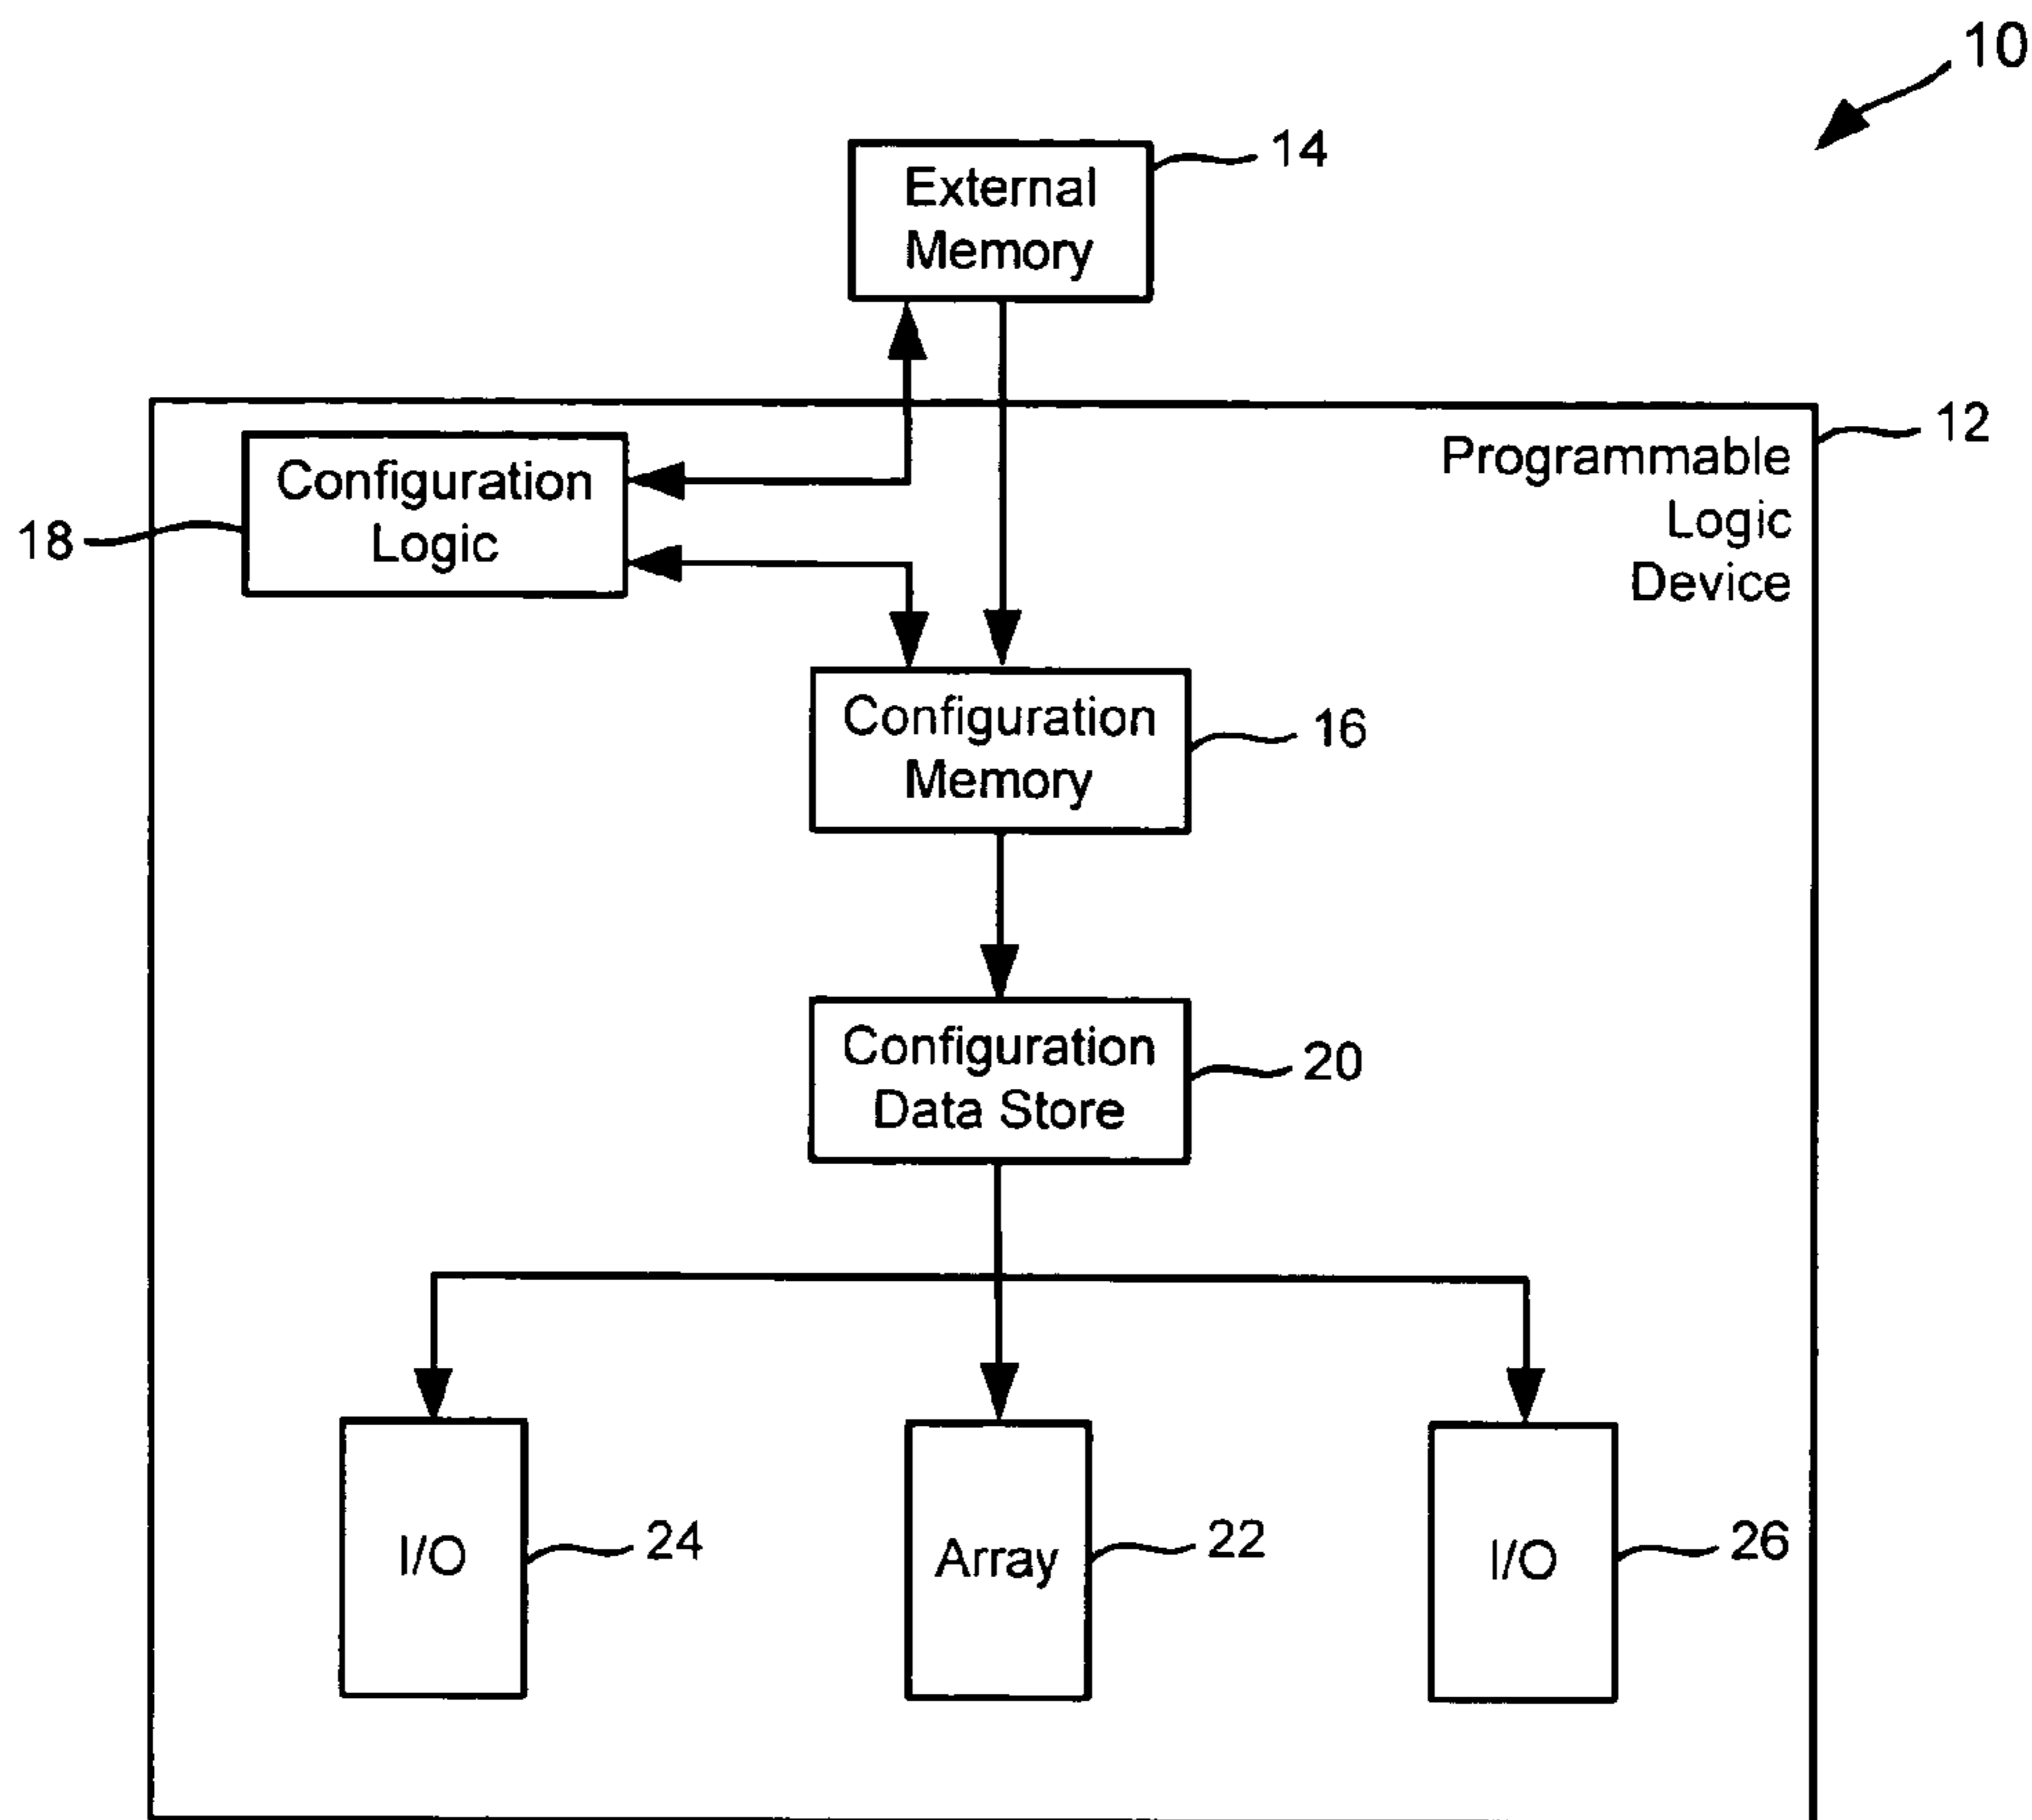 10
External
Memory
14
Programmable
Logic
Device
12
Configuration
Logic
18
Configuration
Memory
16
Configuration
Data Store
20
I/O
24
Array
22
I/O
26